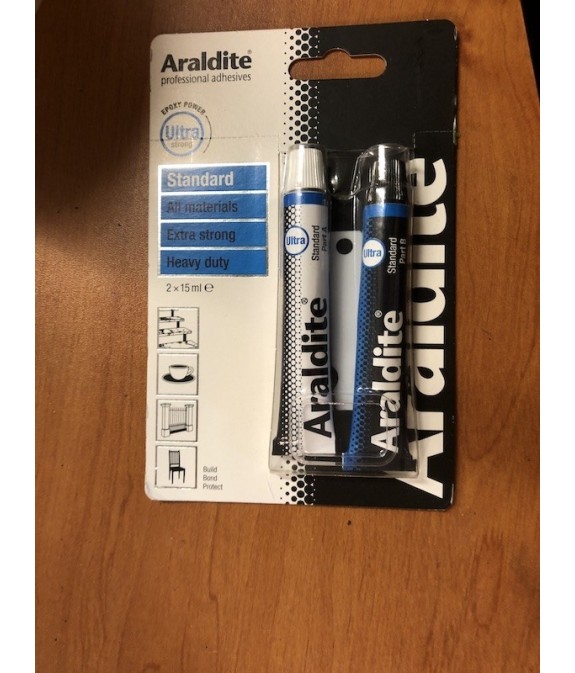 Araldite®
professional adhesives
EPOXY POWER
Ultra
strong
Standard
All materials
Extra strong
Heavy duty
2 × 15 ml ℮
Build
Bond
Protect
Ultra
Standard
Part A
Araldite®
Ultra
Standard
Part B
Araldite®
Araldite